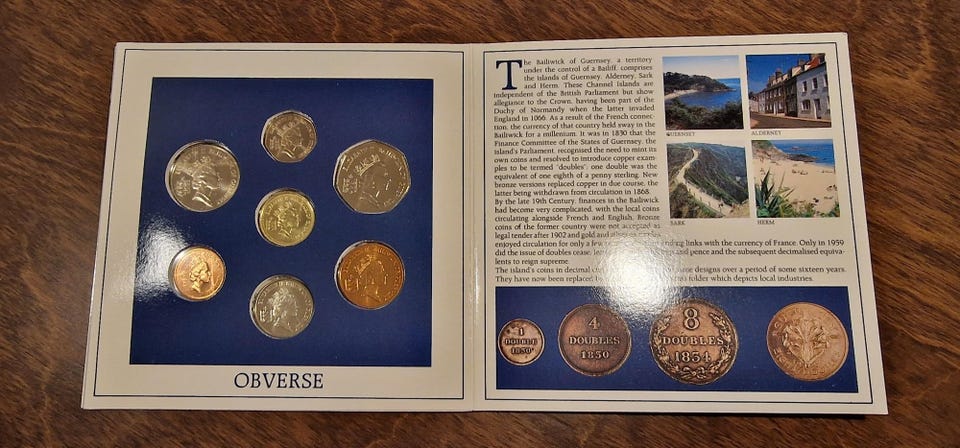 OBVERSE
The Bailiwick of Guernsey, a territory
under the control of a Bailiff, comprises
the islands of Guernsey, Alderney, Sark
and Herm. These Channel Islands are
independent of the British Parliament but show
allegiance to the Crown, having been part of the
Duchy of Normandy when the latter invaded
England in 1066. As a result of the French connec-
tion, the currency of that country held sway in the
Bailiwick for a millenium. It was in 1830 that the
Finance Committee of the States of Guernsey, the
island's Parliament, recognised the need to mint its
own coins and resolved to introduce copper exam-
ples to be termed "doubles", one double was the
equivalent of one eighth of a penny sterling. New
bronze versions replaced copper in due course, the
latter being withdrawn from circulation in 1868.
By the late 19th Century, finances in the Bailiwick
had become very complicated, with the local coins
circulating alongside French and English. Bronze
coins of the former country were not accepted as
legal tender after 1902 and gold and
enjoyed circulation for only a few links with the currency of France. Only in 1959
did the issue of doubles cease, and pence and the subsequent decimalised equiva-
lents to reign supreme.
The island's coins in decimal designs over a period of some sixteen years.
They have now been replaced folder which depicts local industries.
GUERNSEY
ALDERNEY
SARK
HERM
1
DOUBLE
1830
4
DOUBLES
1830
8
DOUBLES
1834